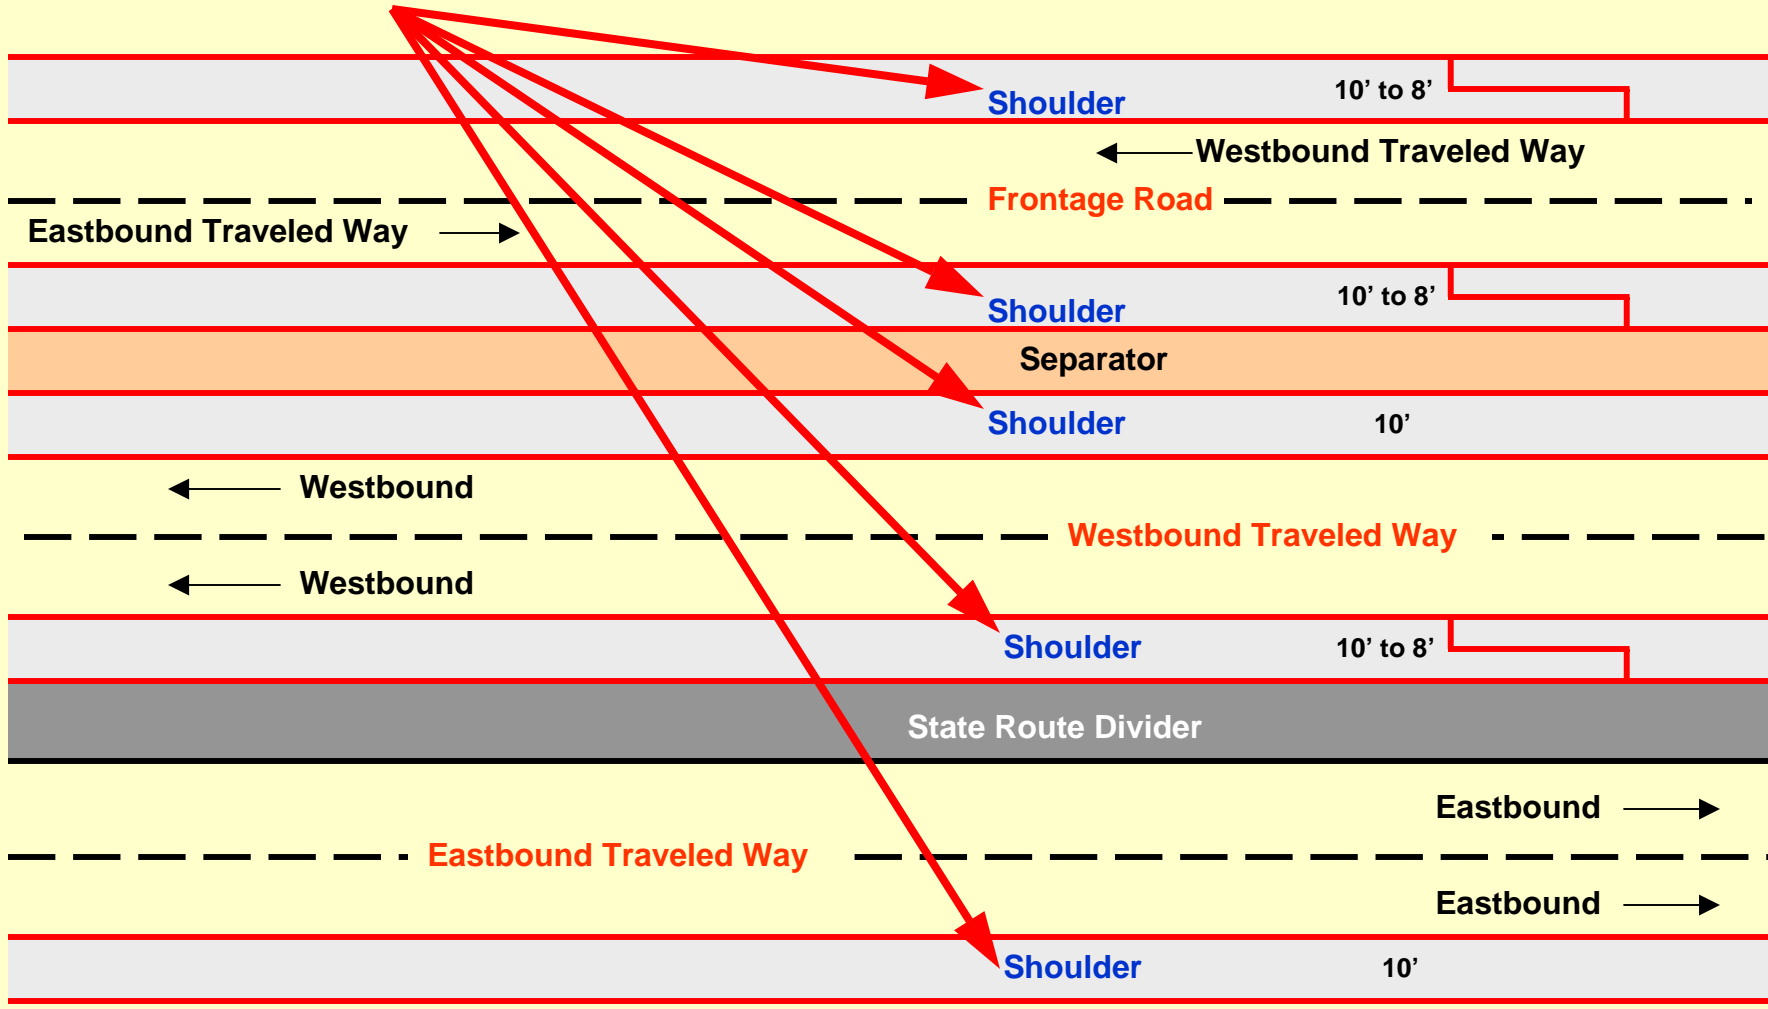 Shoulder 10’ to 8’
Westbound Traveled Way
Frontage Road
Eastbound Traveled Way
Shoulder 10’ to 8’
Separator
Shoulder 10’
Westbound
Westbound Traveled Way
Westbound
Shoulder 10’ to 8’
State Route Divider
Eastbound
Eastbound Traveled Way
Eastbound
Shoulder 10’